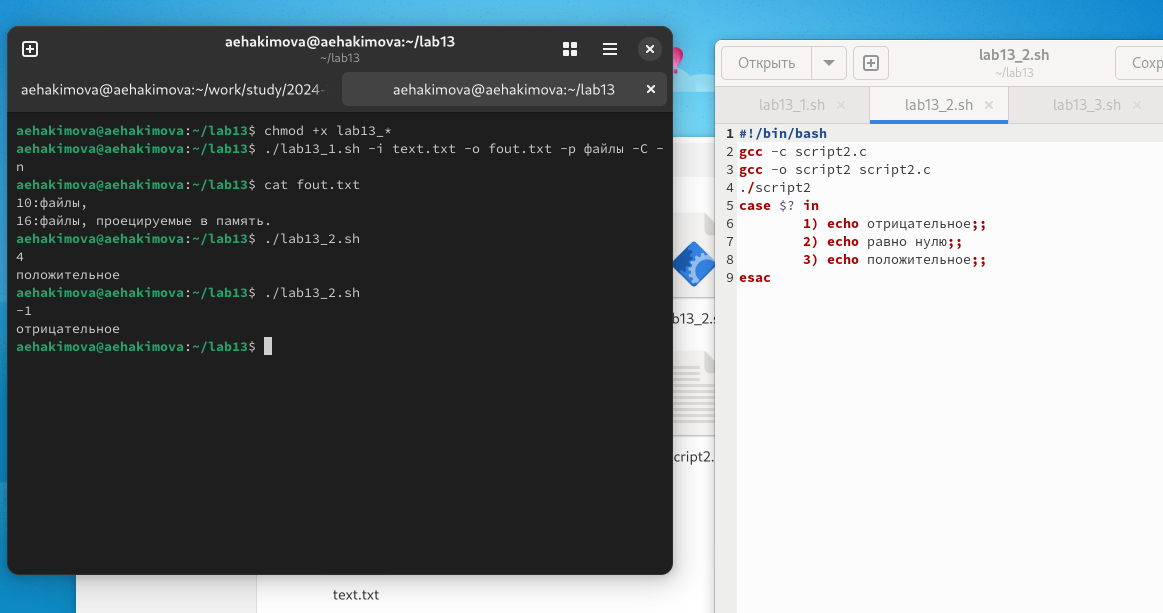 aehakimova@aehakimova:~/lab13
~/lab13
aehakimova@aehakimova:~/work/study/2024-
aehakimova@aehakimova:~/lab13
aehakimova@aehakimova:~/lab13$ chmod +x lab13_*
aehakimova@aehakimova:~/lab13$ ./lab13_1.sh -i text.txt -o fout.txt -p файлы -C -
n
aehakimova@aehakimova:~/lab13$ cat fout.txt
10:файлы,
16:файлы, проецируемые в память.
aehakimova@aehakimova:~/lab13$ ./lab13_2.sh
4
положительное
aehakimova@aehakimova:~/lab13$ ./lab13_2.sh
-1
отрицательное
aehakimova@aehakimova:~/lab13$
b13_2.s
cript2.
text.txt
Открыть
lab13_2.sh
~/lab13
Сохр
lab13_1.sh
lab13_2.sh
lab13_3.sh
1 #!/bin/bash
2 gcc -c script2.c
3 gcc -o script2 script2.c
4 ./script2
5 case $? in
6 1) echo отрицательное;;
7 2) echo равно нулю;;
8 3) echo положительное;;
9 esac